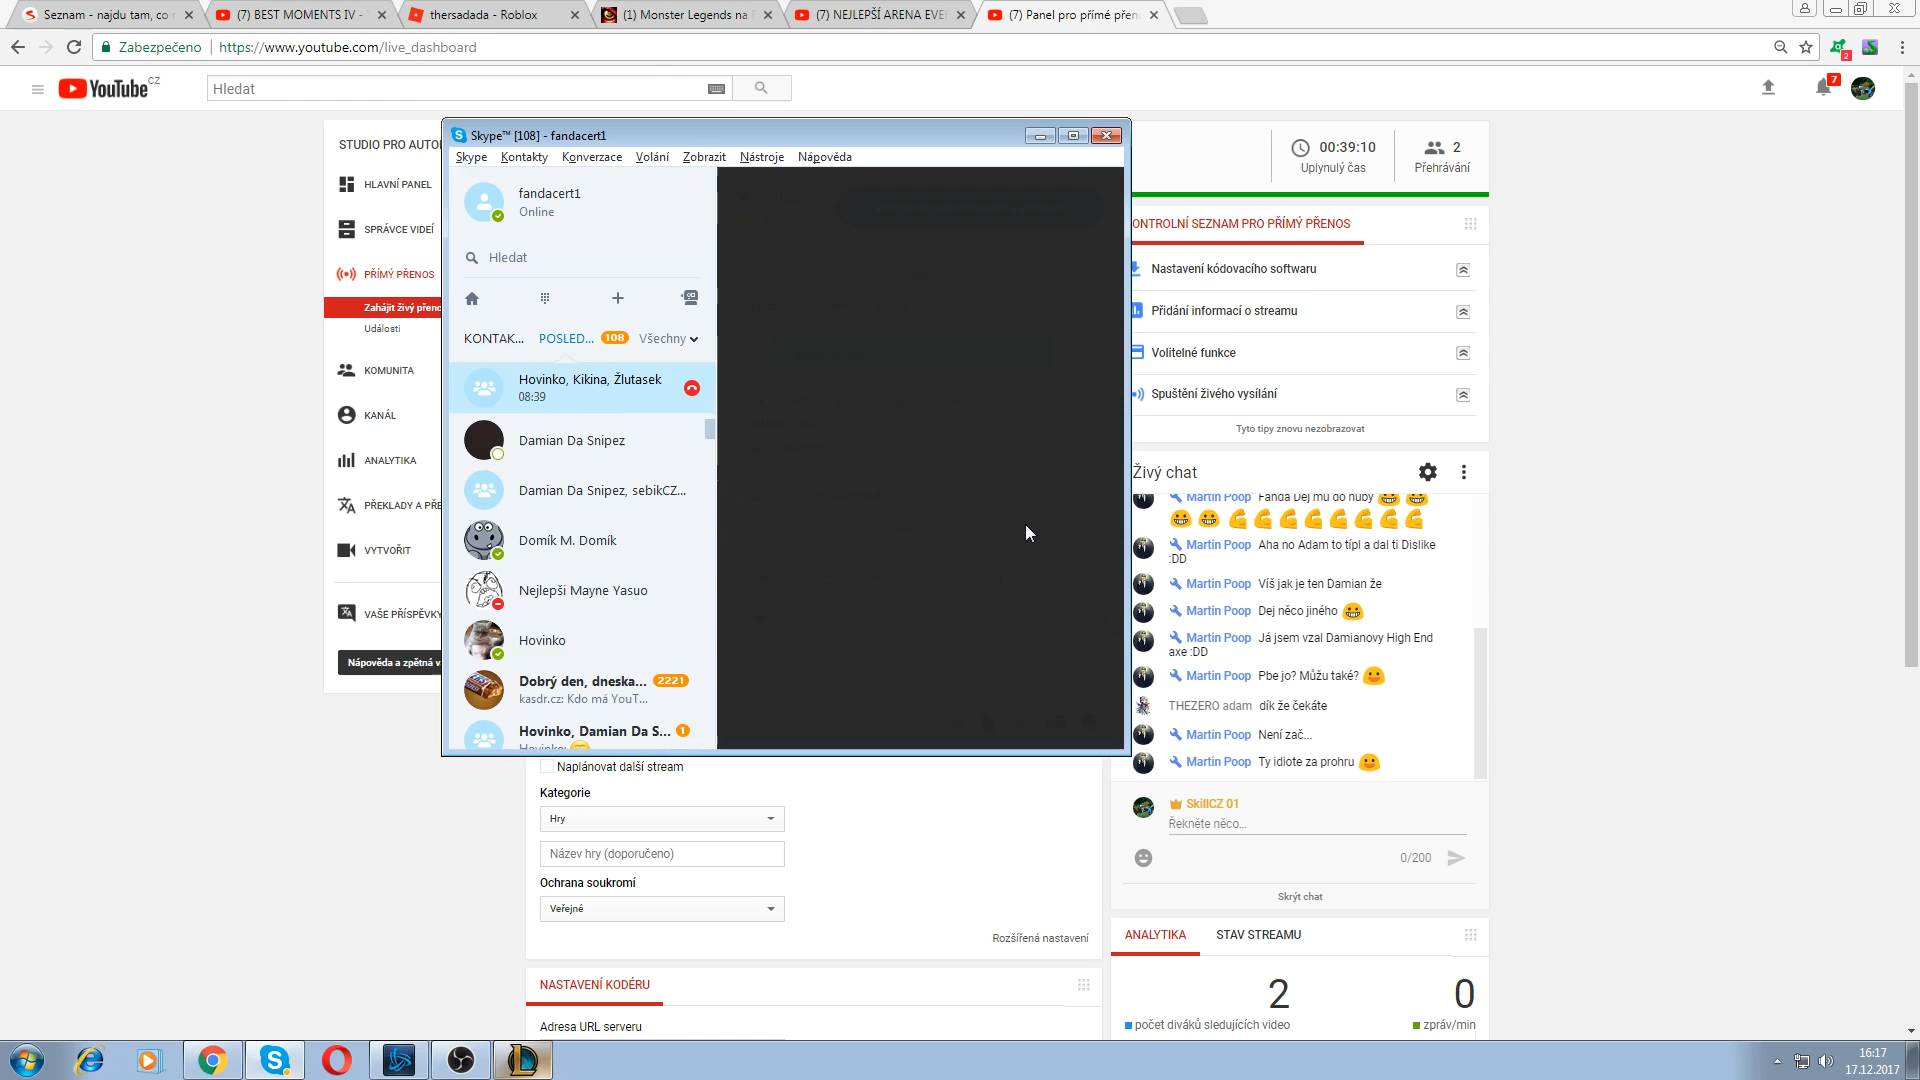 Seznam - najdu tam, co n
(7) BEST MOMENTS IV -
thersadada - Roblox
(1) Monster Legends na
(7) NEJLEPŠÍ ARENA EVE
(7) Panel pro přímé přen
Zabezpečeno
https://www.youtube.com/live_dashboard
2
YouTube CZ
Hledat
7
STUDIO PRO AUTO
HLAVNÍ PANEL
SPRÁVCE VIDEÍ
PŘÍMÝ PŘENOS
Zahájit živý přeno
Události
KOMUNITA
KANÁL
ANALYTIKA
PŘEKLADY A PŘE
VYTVOŘIT
VAŠE PŘÍSPĚVKY
Nápověda a zpětná v
Skype™ [108] - fandacert1
Skype Kontakty Konverzace Volání Zobrazit Nástroje Nápověda
fandacert1
Online
Hledat
KONTAK... POSLED... 108 Všechny
Hovinko, Kikina, Žlutasek
08:39
Damian Da Snipez
Damian Da Snipez, sebikCZ...
Domík M. Domík
Nejlepši Mayne Yasuo
Hovinko
Dobrý den, dneska... 2221
kasdr.cz: Kdo má YouT...
Hovinko, Damian Da S... 1
Hovinko:
Naplánovat další stream
Kategorie
Hry
Název hry (doporučeno)
Ochrana soukromí
Veřejné
Rozšířená nastavení
NASTAVENÍ KODÉRU
Adresa URL serveru
00:39:10
Uplynulý čas
2
Přehrávání
ONTROLNÍ SEZNAM PRO PŘÍMÝ PŘENOS
Nastavení kódovacího softwaru
Přidání informací o streamu
Volitelné funkce
Spuštění živého vysílání
Tyto tipy znovu nezobrazovat
Živý chat
Martin Poop Fanda Dej mu do huby
Martin Poop Aha no Adam to típl a dal ti Dislike
:DD
Martin Poop Víš jak je ten Damian že
Martin Poop Dej něco jiného
Martin Poop Já jsem vzal Damianovy High End
axe :DD
Martin Poop Pbe jo? Můžu také?
THEZERO adam dík že čekáte
Martin Poop Není zač...
Martin Poop Ty idiote za prohru
SkillCZ 01
Řekněte něco...
0/200
Skrýt chat
ANALYTIKA
STAV STREAMU
2
počet diváků sledujících video
0
zpráv/min
16:17
17.12.2017